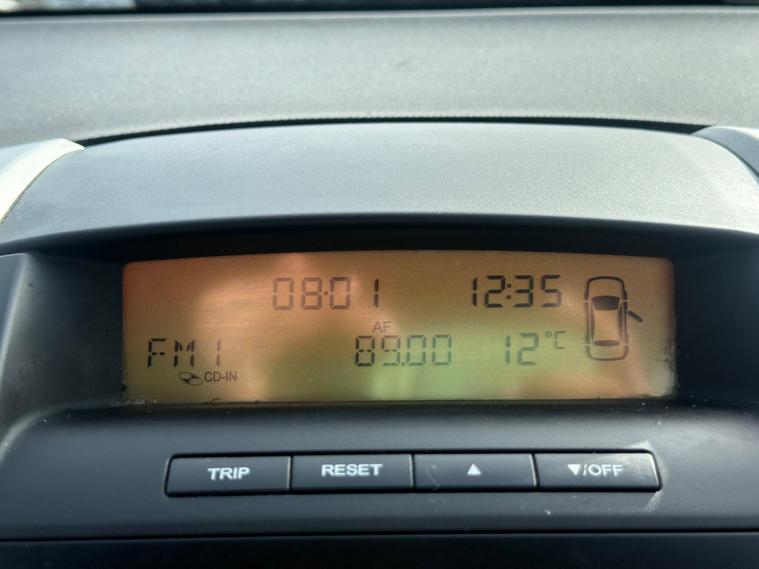 08·01 12:35
AF
FM1 89.00 12°C
CD-IN
TRIP RESET ▲ ▼/OFF